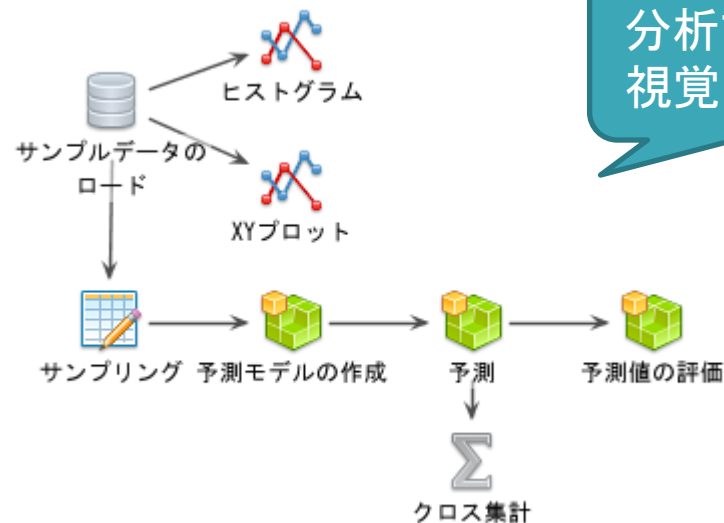 分析
視覚
ヒストグラム
サンプルデータの
ロード
XYプロット
サンプリング
予測モデルの作成
予測
予測値の評価
クロス集計